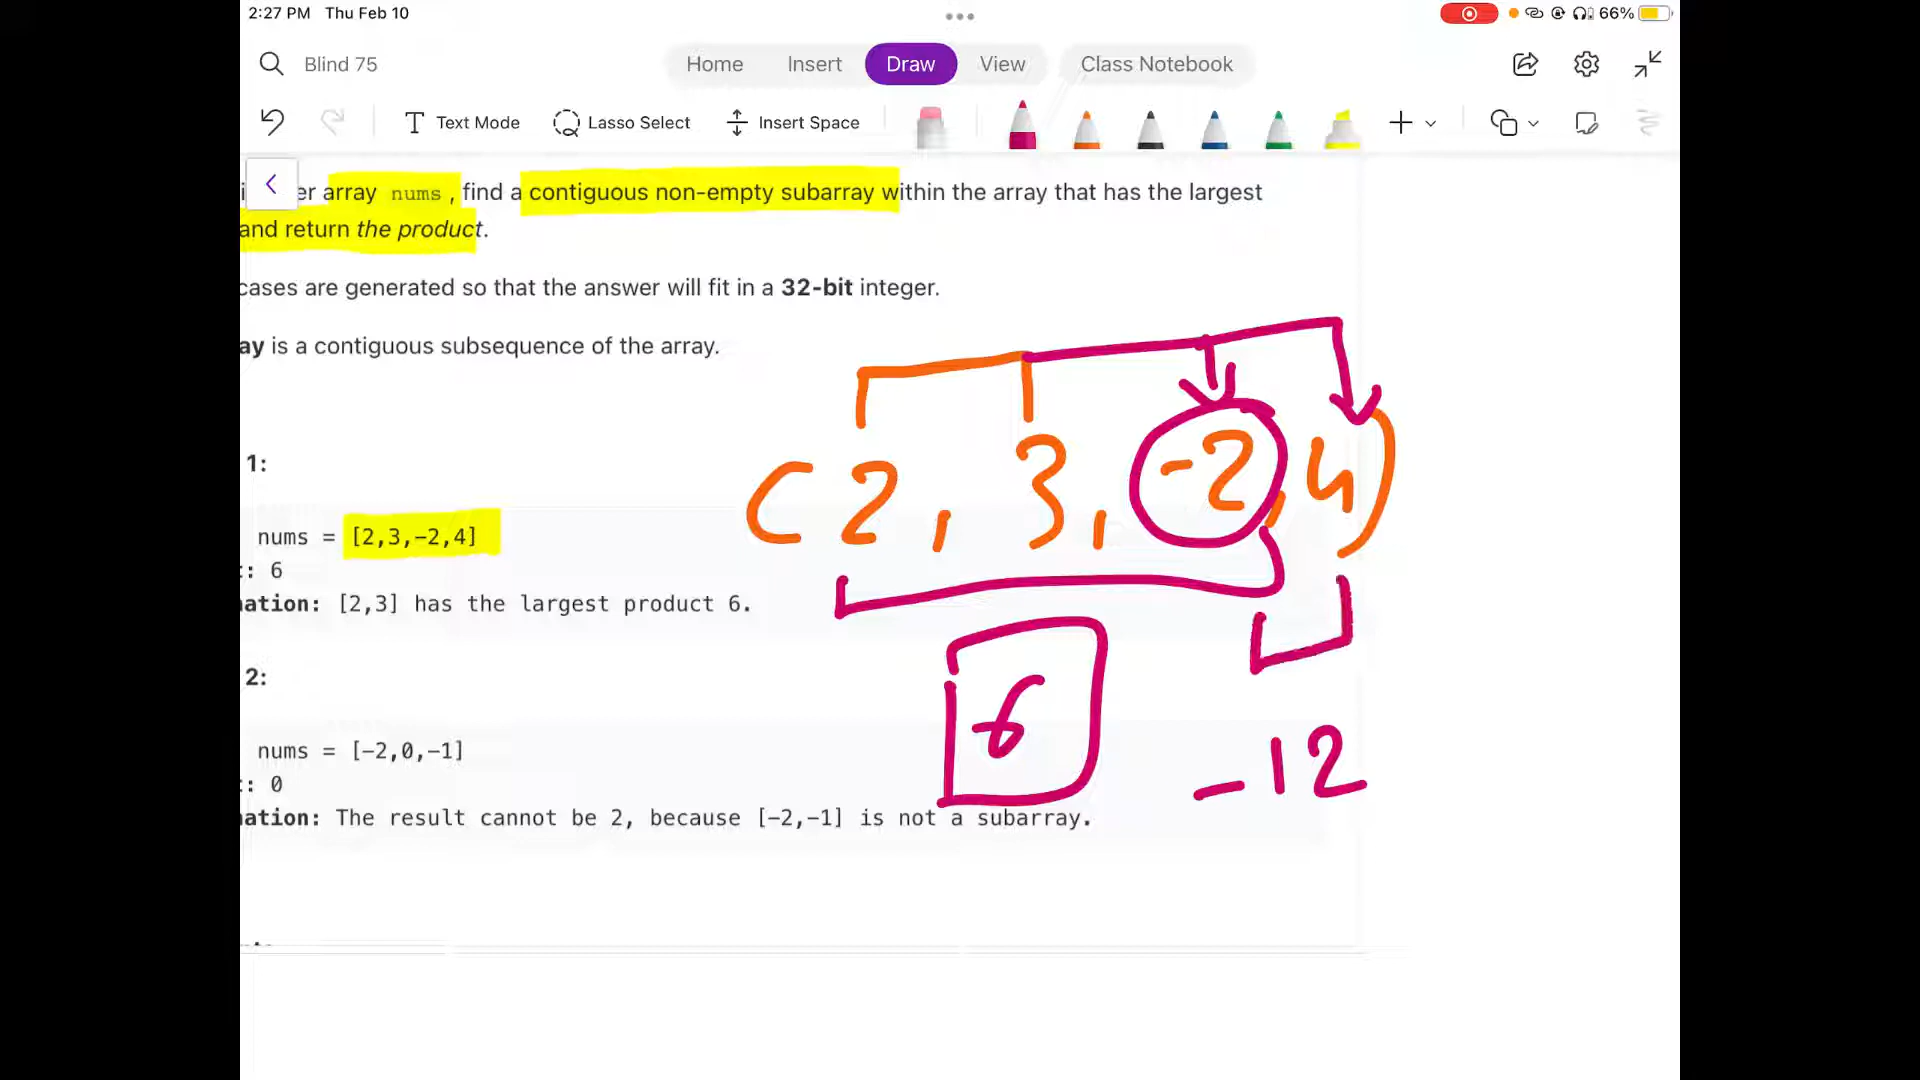 2:27 PM Thu Feb 10
66%
Blind 75
Home Insert Draw View Class Notebook
Text Mode Lasso Select Insert Space
er array nums, find a contiguous non-empty subarray within the array that has the largest
and return the product.
cases are generated so that the answer will fit in a 32-bit integer.
ay is a contiguous subsequence of the array.
(2, 3, -2, 4)
1:
nums = [2,3,-2,4]
: 6
ation: [2,3] has the largest product 6.
6
-12
2:
nums = [-2,0,-1]
: 0
ation: The result cannot be 2, because [-2,-1] is not a subarray.